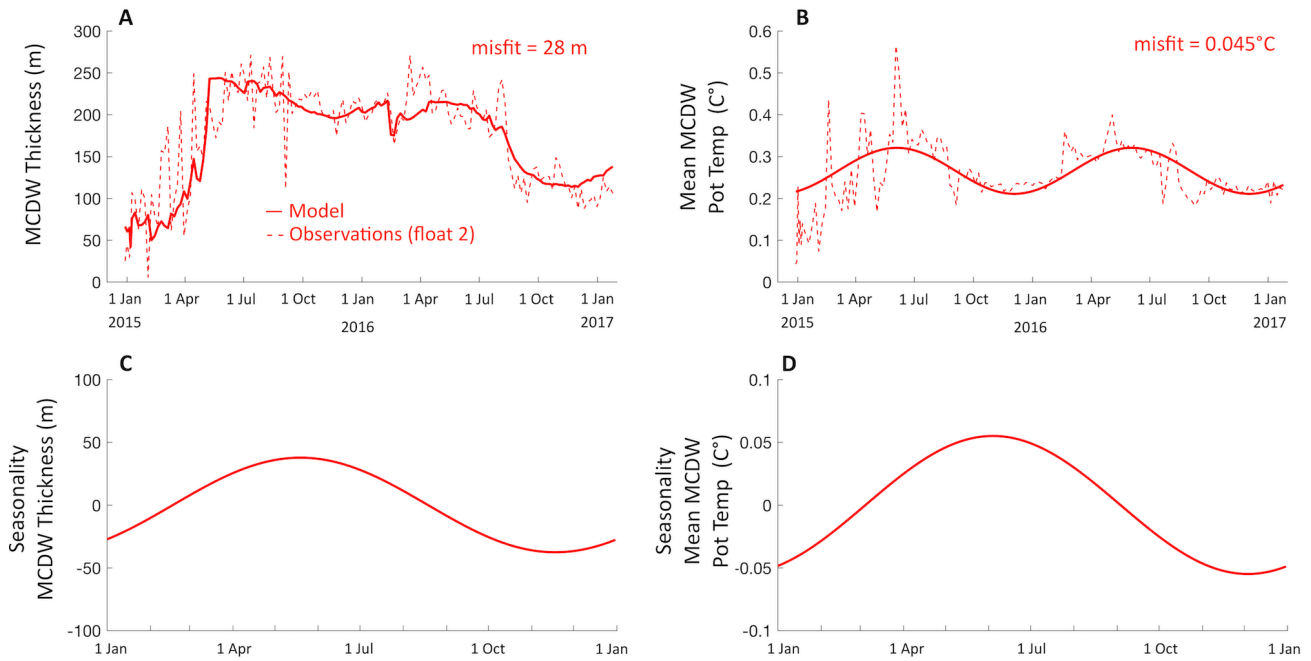 A
misfit = 28 m
MCDW Thickness (m)
300
250
200
150
100
50
0
Model
Observations (float 2)
1 Jan
1 Apr
1 Jul
1 Oct
1 Jan
1 Apr
1 Jul
1 Oct
1 Jan
2015
2016
2017
B
misfit = 0.045°C
Mean MCDW
Pot Temp (C°)
0.6
0.5
0.4
0.3
0.2
0.1
0
1 Jan
1 Apr
1 Jul
1 Oct
1 Jan
1 Apr
1 Jul
1 Oct
1 Jan
2015
2016
2017
C
Seasonality
MCDW Thickness (m)
100
50
0
-50
-100
1 Jan
1 Apr
1 Jul
1 Oct
1 Jan
D
Seasonality
Mean MCDW
Pot Temp (C°)
0.1
0.05
0
-0.05
-0.1
1 Jan
1 Apr
1 Jul
1 Oct
1 Jan